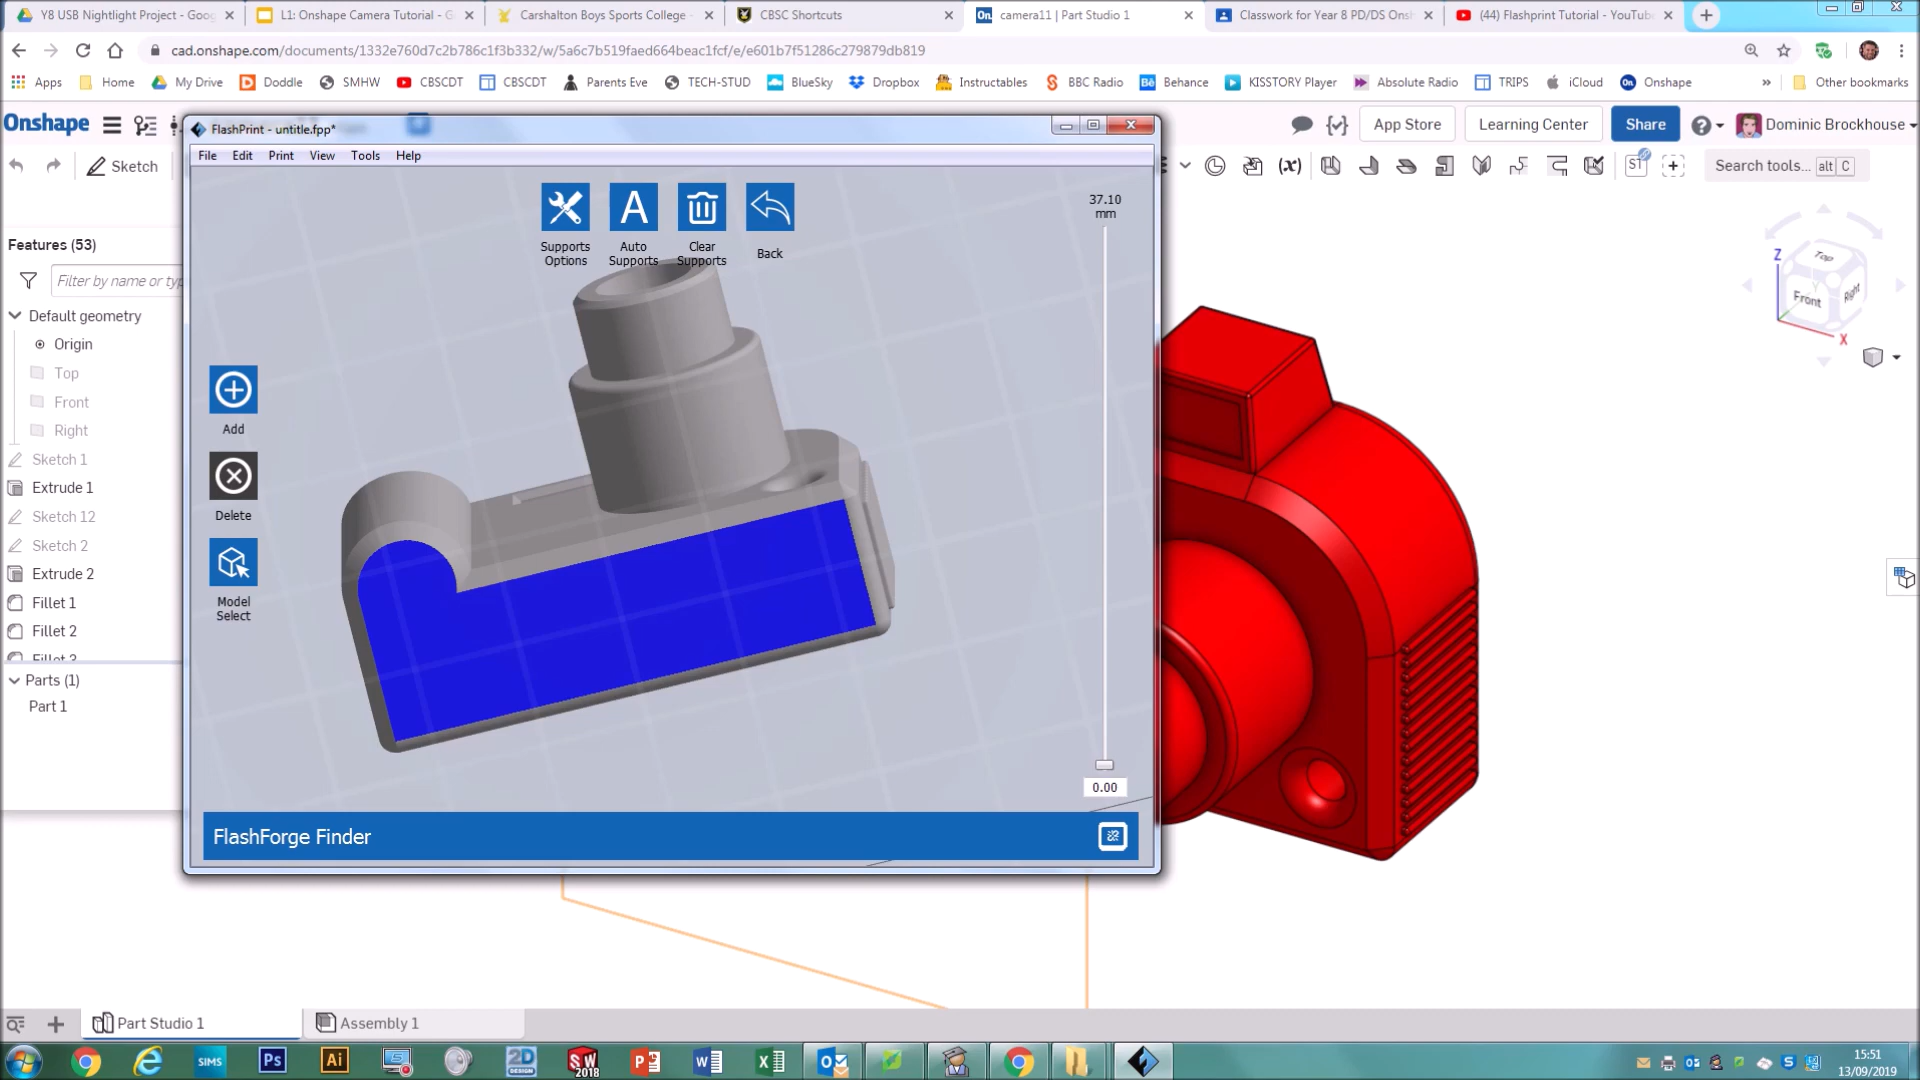 Y8 USB Nightlight Project - Goog
L1: Onshape Camera Tutorial - G
Carshalton Boys Sports College -
CBSC Shortcuts
camera11 | Part Studio 1
Classwork for Year 8 PD/DS Onsh
(44) Flashprint Tutorial - YouTube
cad.onshape.com/documents/1332e760d7c2b786c1f3b332/w/5a6c7b519faed664beac1fcf/e/e601b7f51286c279879db819
Apps Home My Drive Doddle SMHW CBSCDT CBSCDT Parents Eve TECH-STUD BlueSky Dropbox Instructables BBC Radio Behance KISSTORY Player Absolute Radio TRIPS iCloud Onshape » Other bookmarks
Onshape
App Store
Learning Center
Share
Dominic Brockhouse
Sketch
Search tools... alt C
FlashPrint - untitle.fpp*
File Edit Print View Tools Help
Supports Options
Auto Supports
Clear Supports
Back
37.10
mm
Add
Delete
Model
Select
0.00
FlashForge Finder
Features (53)
Filter by name or typ
Default geometry
Origin
Top
Front
Right
Sketch 1
Extrude 1
Sketch 12
Sketch 2
Extrude 2
Fillet 1
Fillet 2
Fillet 3
Parts (1)
Part 1
Z
Top
Front
Right
X
Part Studio 1
Assembly 1
SIMS
Ps
Ai
2D
DESIGN
SW
2018
15:51
13/09/2019